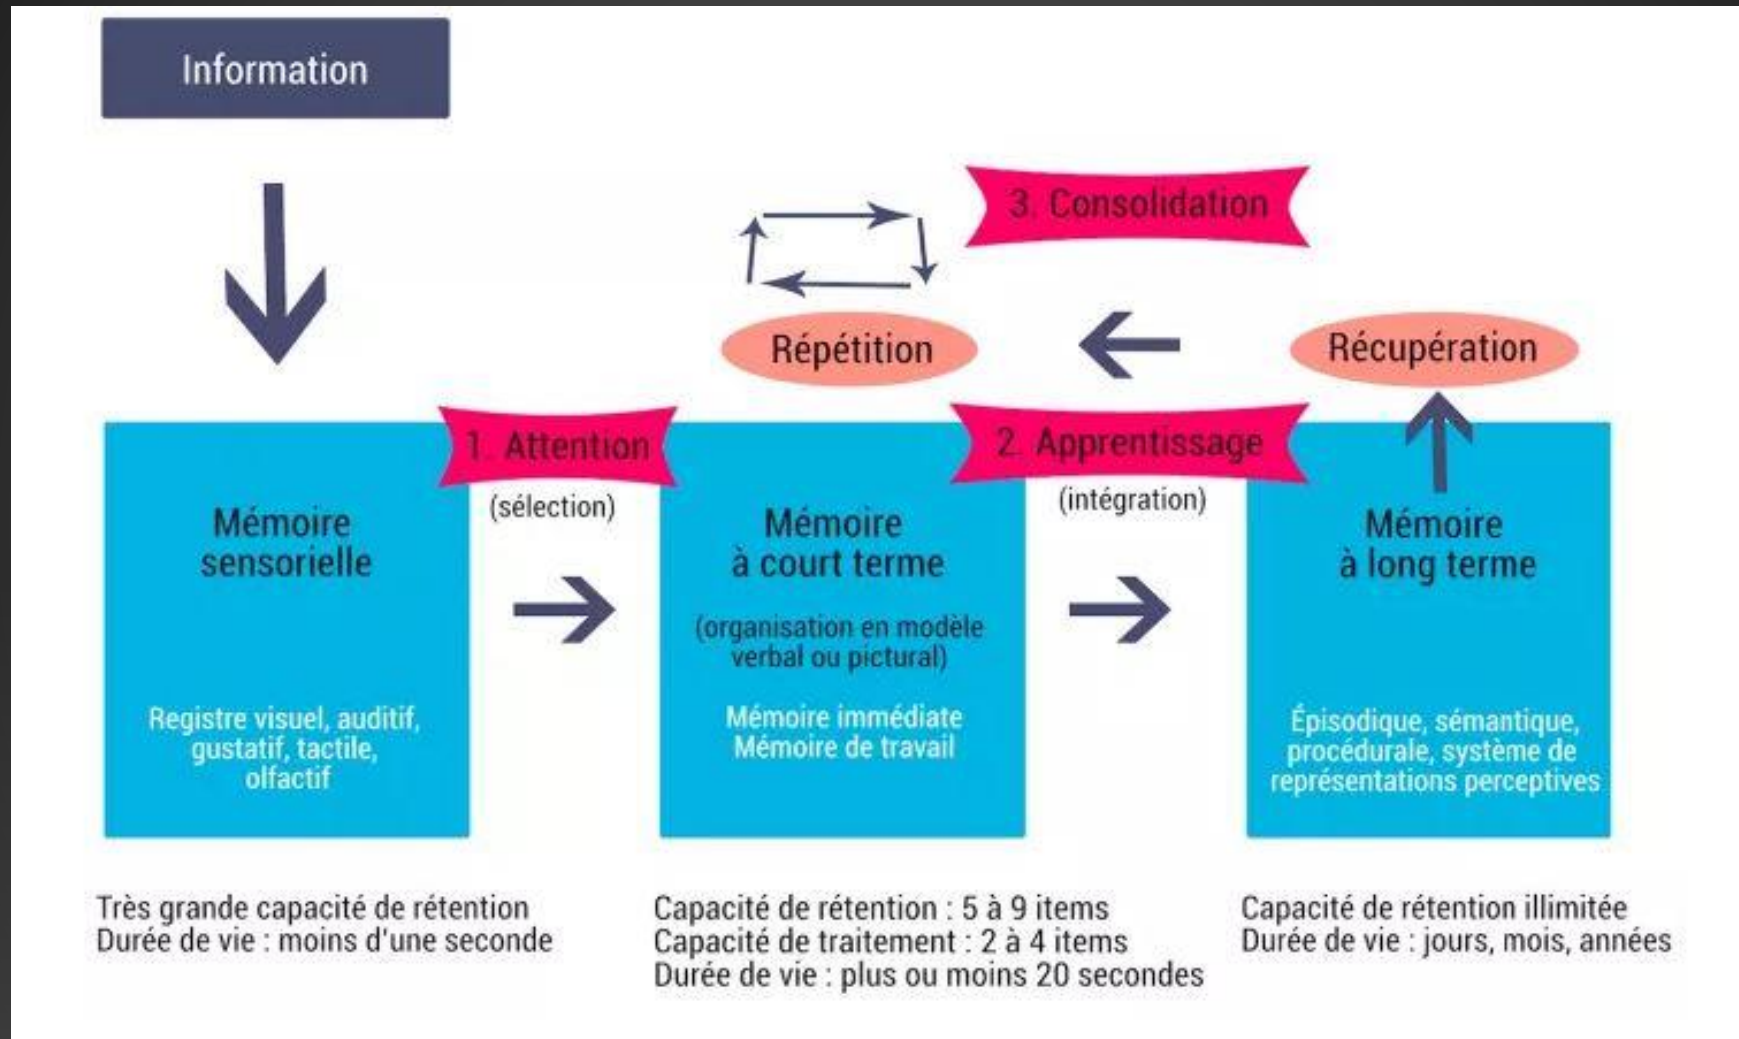 Information
3. Consolidation
Répétition
Récupération
1. Attention
(sélection)
2. Apprentissage
(intégration)
Mémoire
sensorielle
Registre visuel, auditif,
gustatif, tactile,
olfactif
Mémoire
à court terme
(organisation en modèle
verbal ou pictural)
Mémoire immédiate
Mémoire de travail
Mémoire
à long terme
Épisodique, sémantique,
procédurale, système de
représentations perceptives
Très grande capacité de rétention
Durée de vie : moins d'une seconde
Capacité de rétention : 5 à 9 items
Capacité de traitement : 2 à 4 items
Durée de vie : plus ou moins 20 secondes
Capacité de rétention illimitée
Durée de vie : jours, mois, années